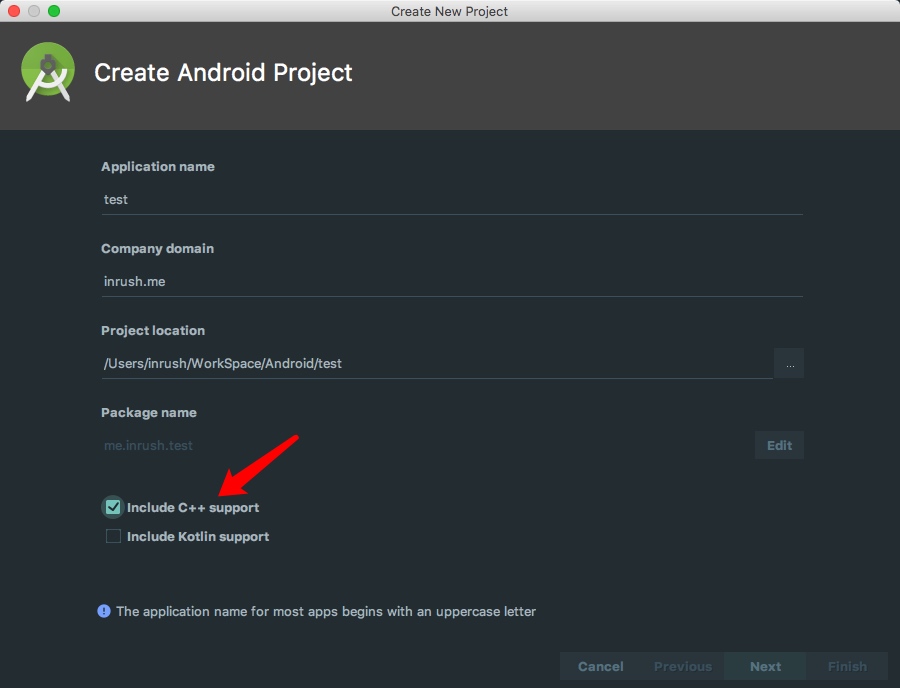 Create New Project
Create Android Project
Application name
test
Company domain
inrush.me
Project location
/Users/inrush/WorkSpace/Android/test
...
Package name
me.inrush.test
Edit
Include C++ support
Include Kotlin support
The application name for most apps begins with an uppercase letter
Cancel Previous Next Finish